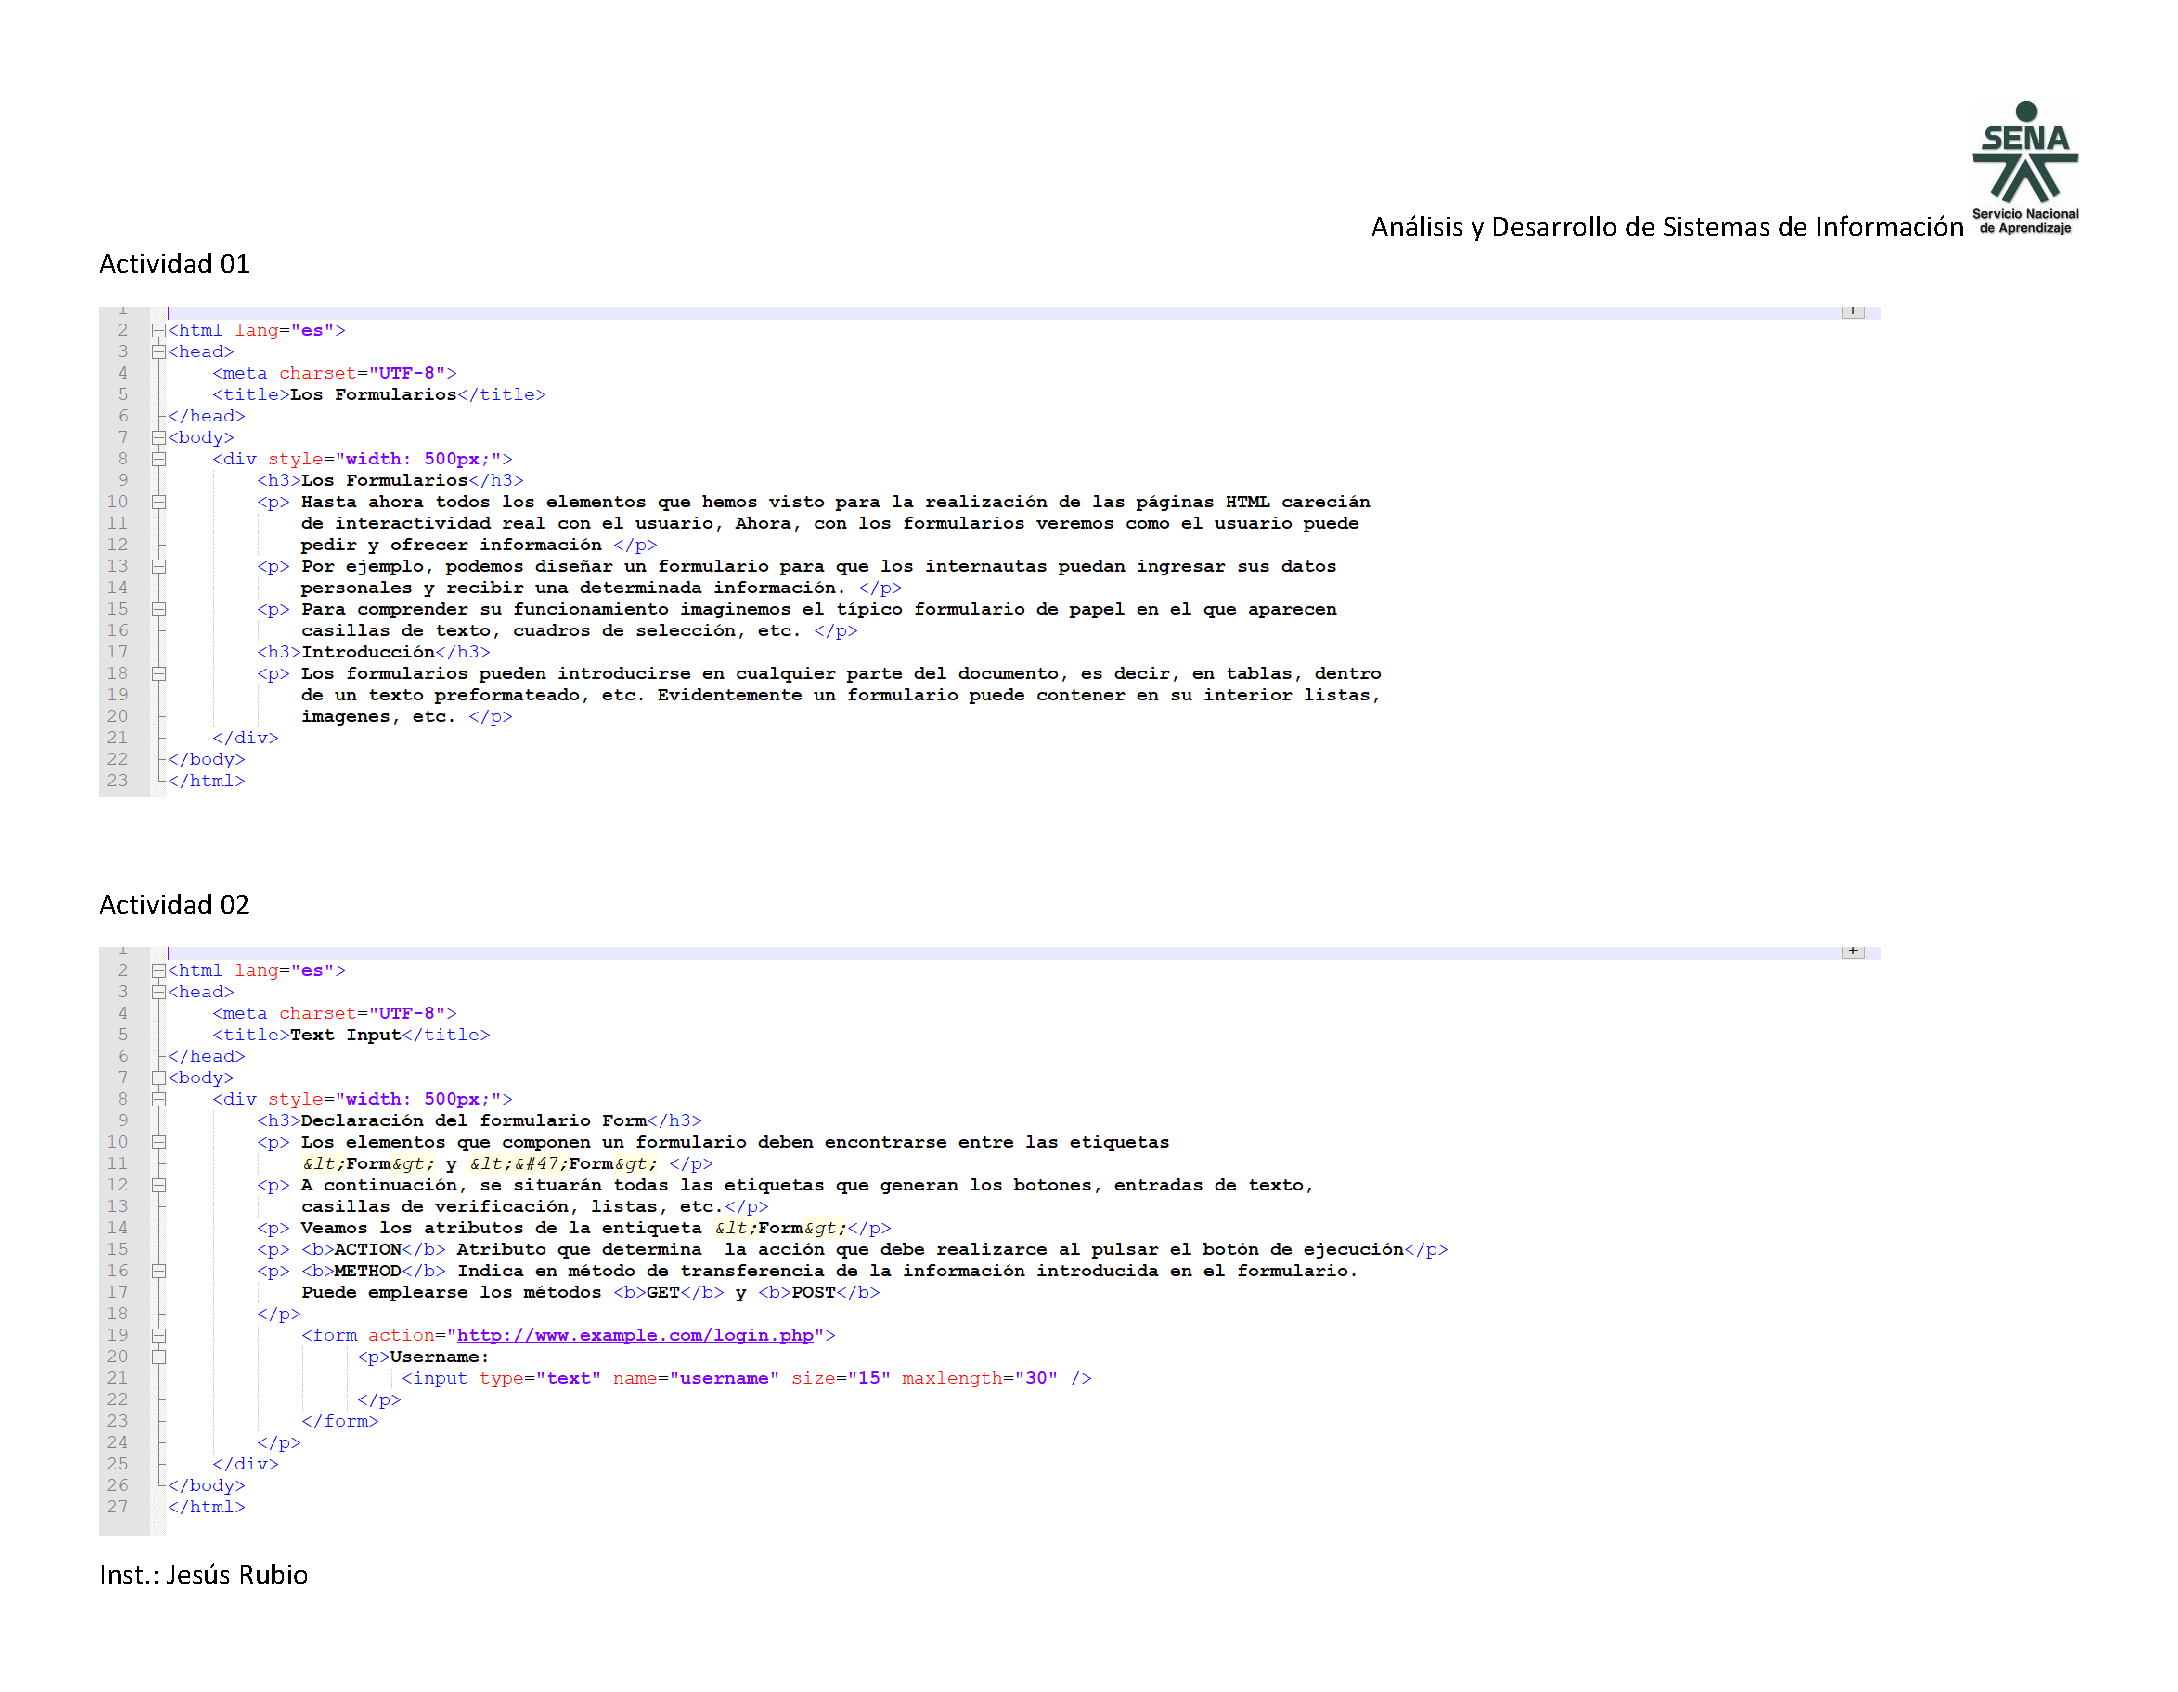 SENA
Servicio Nacional
de Aprendizaje
Análisis y Desarrollo de Sistemas de Información
Actividad 01
1
2 <html lang="es">
3 <head>
4 <meta charset="UTF-8">
5 <title>Los Formularios</title>
6 </head>
7 <body>
8 <div style="width: 500px;">
9 <h3>Los Formularios</h3>
10 <p> Hasta ahora todos los elementos que hemos visto para la realización de las páginas HTML carecián
11 de interactividad real con el usuario, Ahora, con los formularios veremos como el usuario puede
12 pedir y ofrecer información </p>
13 <p> Por ejemplo, podemos diseñar un formulario para que los internautas puedan ingresar sus datos
14 personales y recibir una determinada información. </p>
15 <p> Para comprender su funcionamiento imaginemos el típico formulario de papel en el que aparecen
16 casillas de texto, cuadros de selección, etc. </p>
17 <h3>Introducción</h3>
18 <p> Los formularios pueden introducirse en cualquier parte del documento, es decir, en tablas, dentro
19 de un texto preformateado, etc. Evidentemente un formulario puede contener en su interior listas,
20 imagenes, etc. </p>
21 </div>
22 </body>
23 </html>
Actividad 02
1
2 <html lang="es">
3 <head>
4 <meta charset="UTF-8">
5 <title>Text Input</title>
6 </head>
7 <body>
8 <div style="width: 500px;">
9 <h3>Declaración del formulario Form</h3>
10 <p> Los elementos que componen un formulario deben encontrarse entre las etiquetas
11 &lt;Form&gt; y &lt;&#47;Form&gt; </p>
12 <p> A continuación, se situarán todas las etiquetas que generan los botones, entradas de texto,
13 casillas de verificación, listas, etc.</p>
14 <p> Veamos los atributos de la entiqueta &lt;Form&gt;</p>
15 <p> <b>ACTION</b> Atributo que determina  la acción que debe realizarce al pulsar el botón de ejecución</p>
16 <p> <b>METHOD</b> Indica en método de transferencia de la información introducida en el formulario.
17 Puede emplearse los métodos <b>GET</b> y <b>POST</b>
18 </p>
19 <form action="http://www.example.com/login.php">
20 <p>Username:
21 <input type="text" name="username" size="15" maxlength="30" />
22 </p>
23 </form>
24 </p>
25 </div>
26 </body>
27 </html>
Inst.: Jesús Rubio